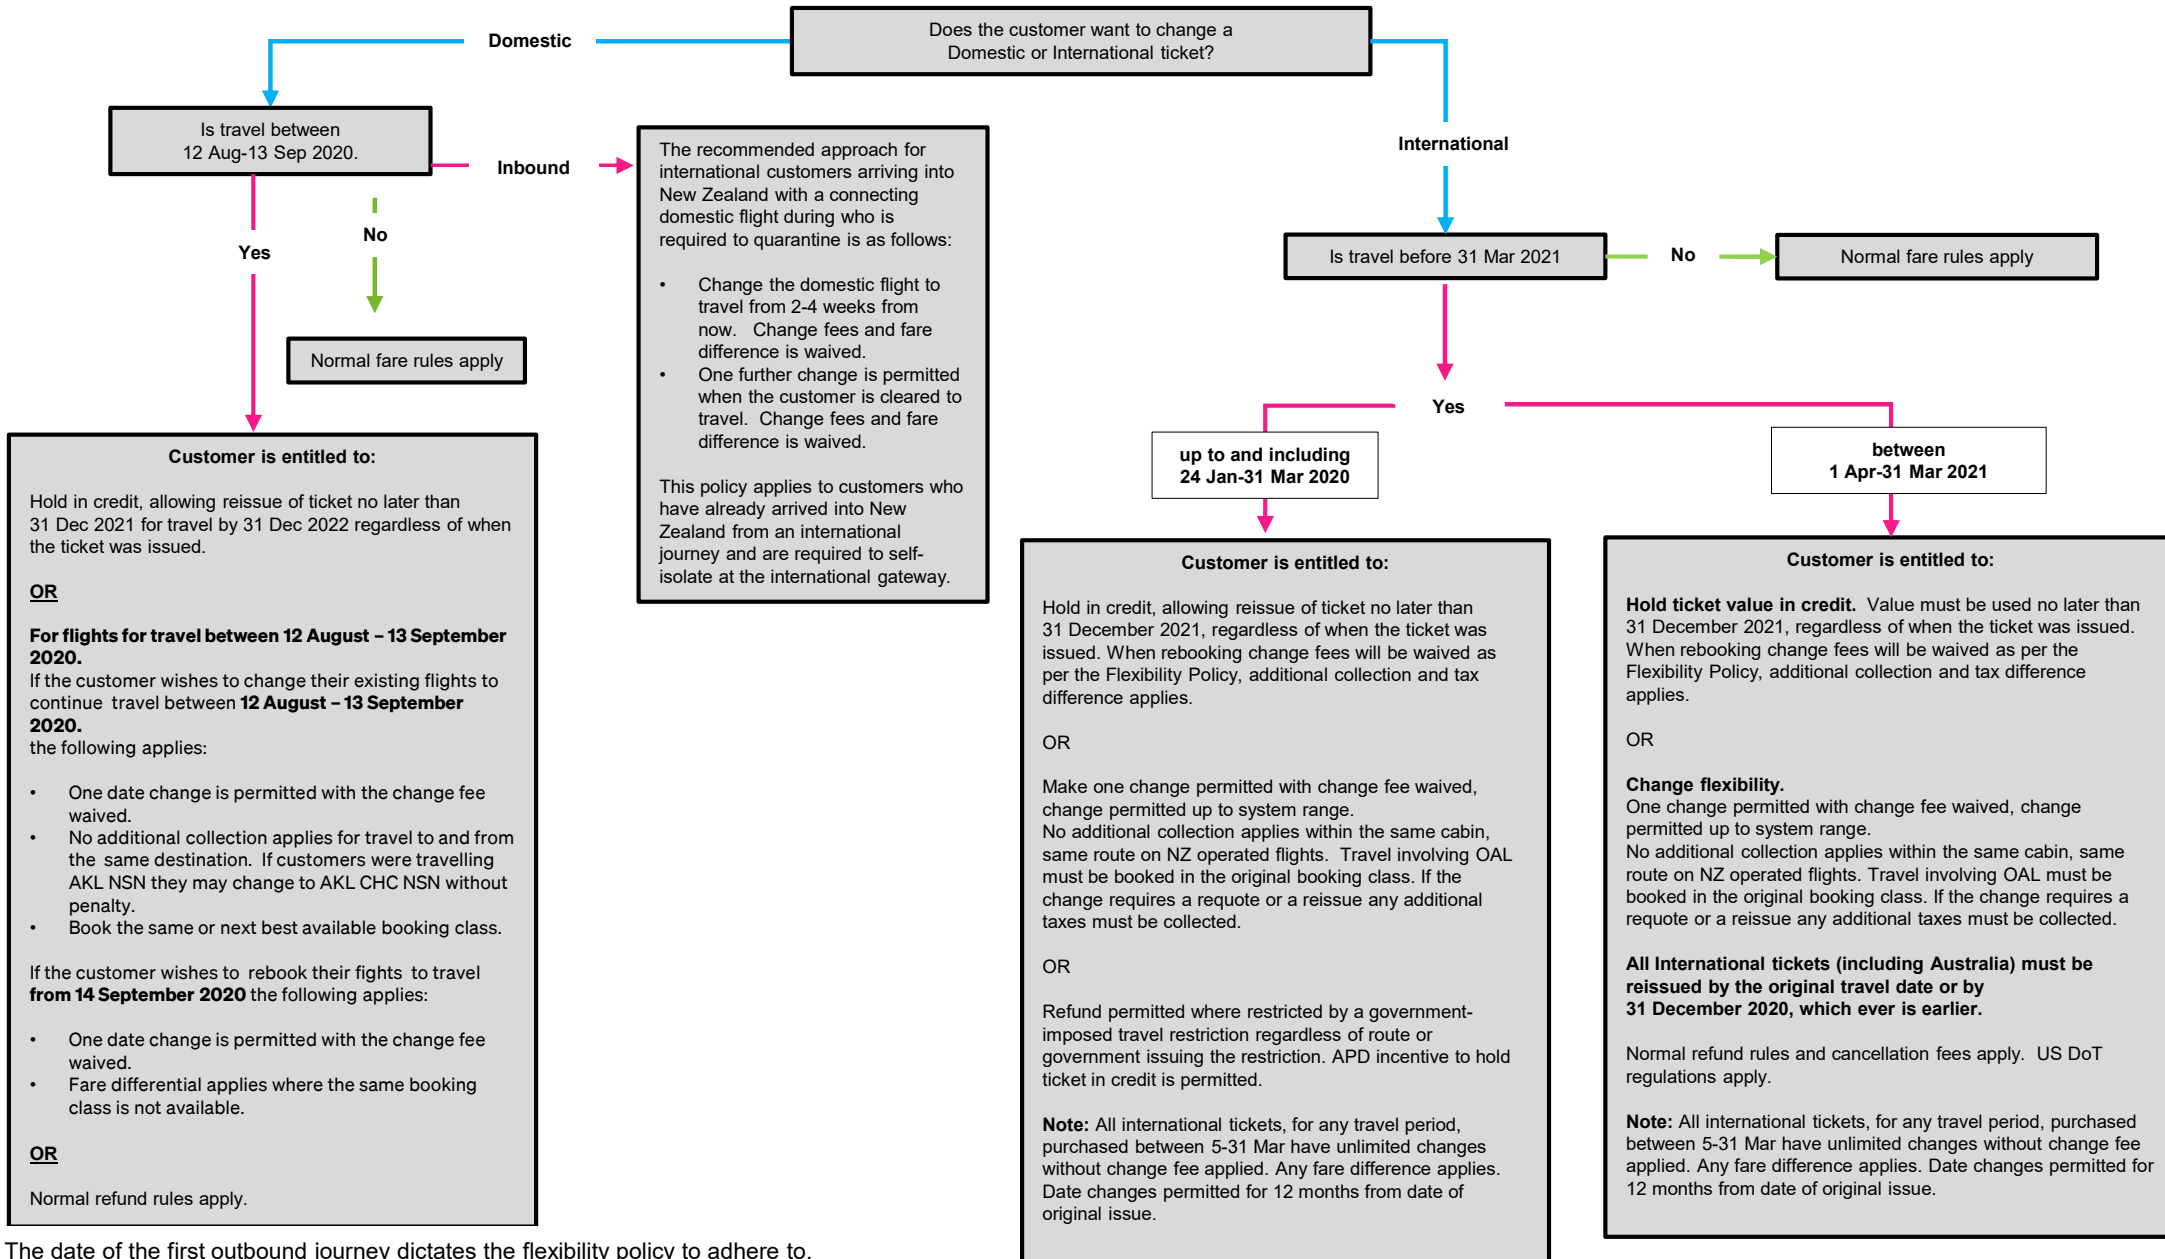 Does the customer want to change a
Domestic or International ticket?
Domestic
International
Is travel between
12 Aug-13 Sep 2020.
Inbound
Yes
No
Normal fare rules apply
The recommended approach for
international customers arriving into
New Zealand with a connecting
domestic flight during who is
required to quarantine is as follows:
• Change the domestic flight to
travel from 2-4 weeks from
now. Change fees and fare
difference is waived.
• One further change is permitted
when the customer is cleared to
travel. Change fees and fare
difference is waived.
This policy applies to customers who
have already arrived into New
Zealand from an international
journey and are required to self-
isolate at the international gateway.
Is travel before 31 Mar 2021
No
Normal fare rules apply
Yes
up to and including
24 Jan-31 Mar 2020
between
1 Apr-31 Mar 2021
Customer is entitled to:
Hold in credit, allowing reissue of ticket no later than
31 Dec 2021 for travel by 31 Dec 2022 regardless of when
the ticket was issued.
OR
For flights for travel between 12 August – 13 September
2020.
If the customer wishes to change their existing flights to
continue travel between 12 August – 13 September
2020.
the following applies:
• One date change is permitted with the change fee
waived.
• No additional collection applies for travel to and from
the same destination. If customers were travelling
AKL NSN they may change to AKL CHC NSN without
penalty.
• Book the same or next best available booking class.
If the customer wishes to rebook their fights to travel
from 14 September 2020 the following applies:
• One date change is permitted with the change fee
waived.
• Fare differential applies where the same booking
class is not available.
OR
Normal refund rules apply.
Customer is entitled to:
Hold in credit, allowing reissue of ticket no later than
31 December 2021, regardless of when the ticket was
issued. When rebooking change fees will be waived as
per the Flexibility Policy, additional collection and tax
difference applies.
OR
Make one change permitted with change fee waived,
change permitted up to system range.
No additional collection applies within the same cabin,
same route on NZ operated flights. Travel involving OAL
must be booked in the original booking class. If the
change requires a requote or a reissue any additional
taxes must be collected.
OR
Refund permitted where restricted by a government-
imposed travel restriction regardless of route or
government issuing the restriction. APD incentive to hold
ticket in credit is permitted.
Note: All international tickets, for any travel period,
purchased between 5-31 Mar have unlimited changes
without change fee applied. Any fare difference applies.
Date changes permitted for 12 months from date of
original issue.
Customer is entitled to:
Hold ticket value in credit. Value must be used no later than
31 December 2021, regardless of when the ticket was issued.
When rebooking change fees will be waived as per the
Flexibility Policy, additional collection and tax difference
applies.
OR
Change flexibility.
One change permitted with change fee waived, change
permitted up to system range.
No additional collection applies within the same cabin, same
route on NZ operated flights. Travel involving OAL must be
booked in the original booking class. If the change requires a
requote or a reissue any additional taxes must be collected.
All International tickets (including Australia) must be
reissued by the original travel date or by
31 December 2020, which ever is earlier.
Normal refund rules and cancellation fees apply. US DoT
regulations apply.
Note: All international tickets, for any travel period, purchased
between 5-31 Mar have unlimited changes without change fee
applied. Any fare difference applies. Date changes permitted for
12 months from date of original issue.
The date of the first outbound journey dictates the flexibility policy to adhere to.